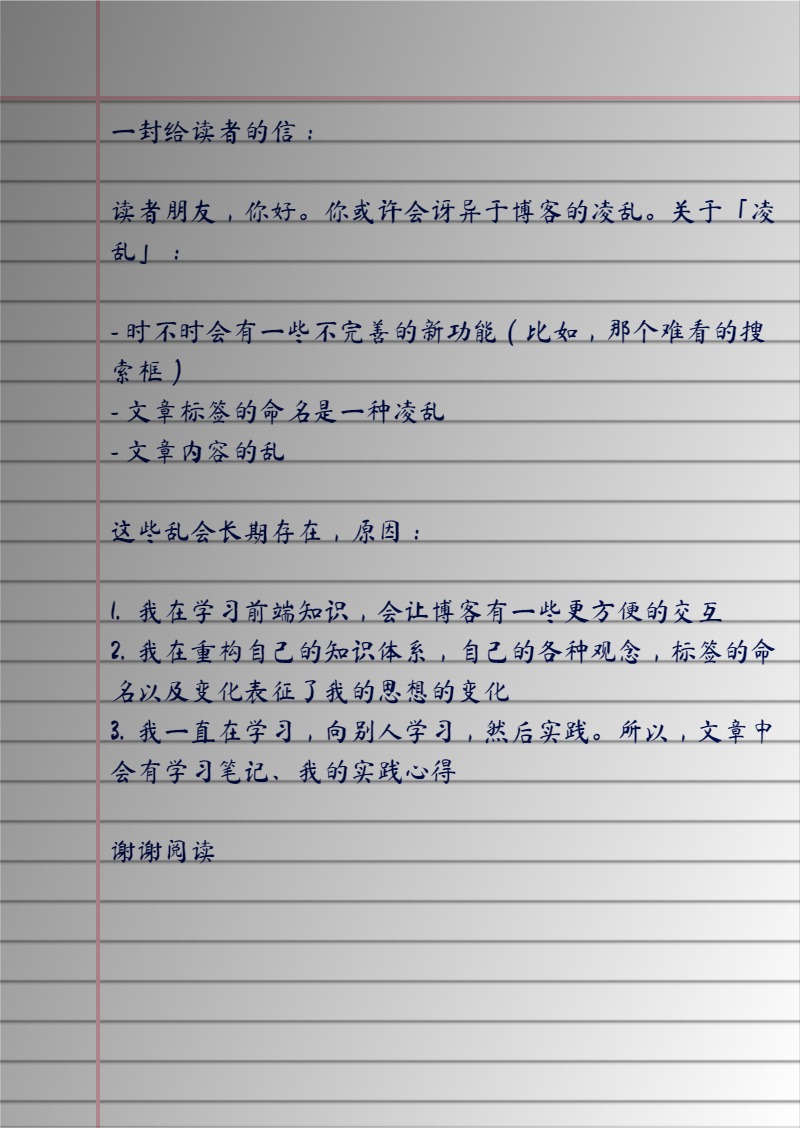 一封给读者的信：
读者朋友，你好。你或许会讶异于博客的凌乱。关于「凌
乱」：
- 时不时会有一些不完善的新功能（比如，那个难看的搜
索框）
- 文章标签的命名是一种凌乱
- 文章内容的乱
这些乱会长期存在，原因：
1. 我在学习前端知识，会让博客有一些更方便的交互
2. 我在重构自己的知识体系，自己的各种观念，标签的命
名以及变化表征了我的思想的变化
3. 我一直在学习，向别人学习，然后实践。所以，文章中
会有学习笔记、我的实践心得
谢谢阅读